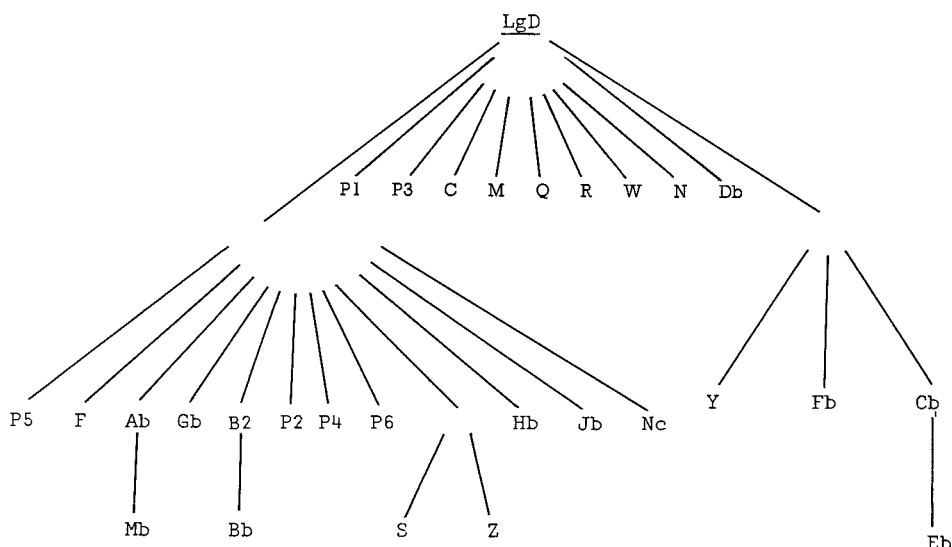 LgD
P1 P3 C M Q R W N Db
P5 F Ab Gb B2 P2 P4 P6 Hb Jb Nc Y Fb Cb
Mb Bb S Z Eb